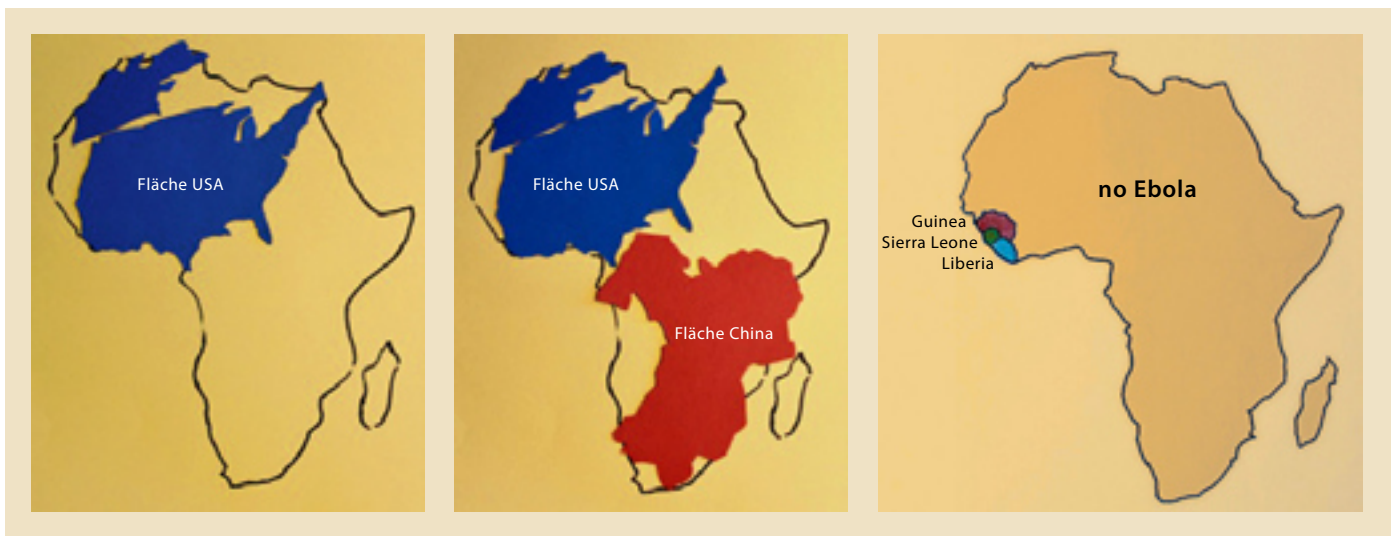 Fläche USA
Fläche USA
Fläche China
no Ebola
Guinea
Sierra Leone
Liberia